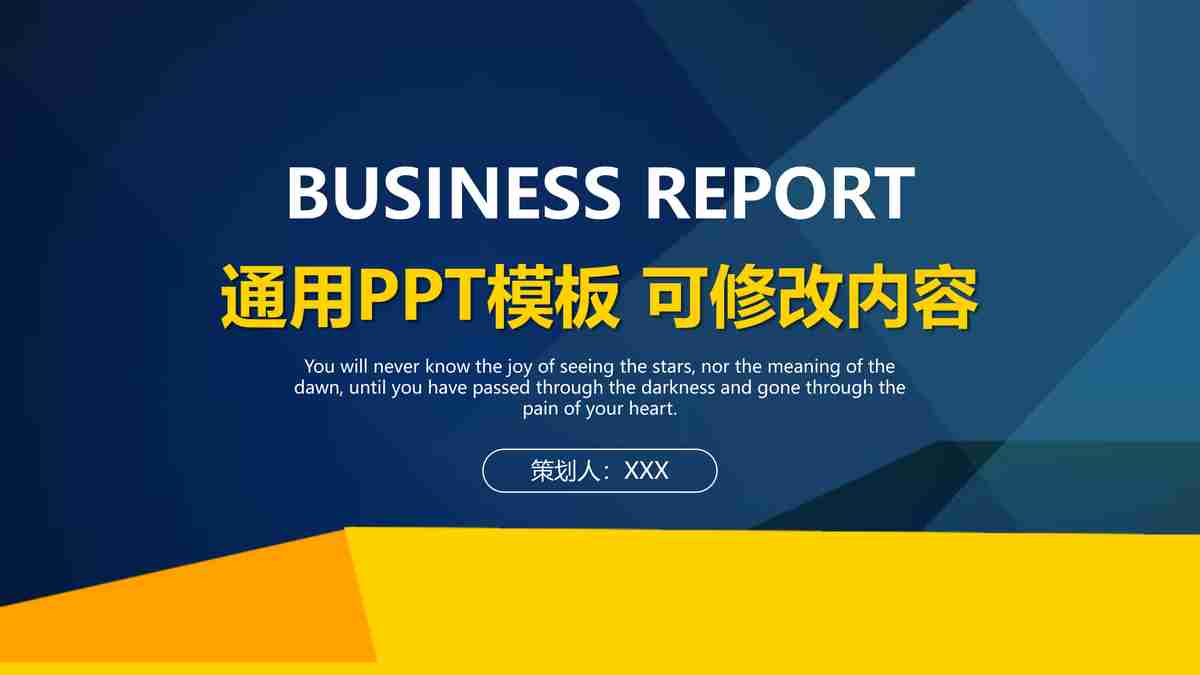 BUSINESS REPORT
通用PPT模板 可修改内容
You will never know the joy of seeing the stars, nor the meaning of the
dawn, until you have passed through the darkness and gone through the
pain of your heart.
策划人：XXX